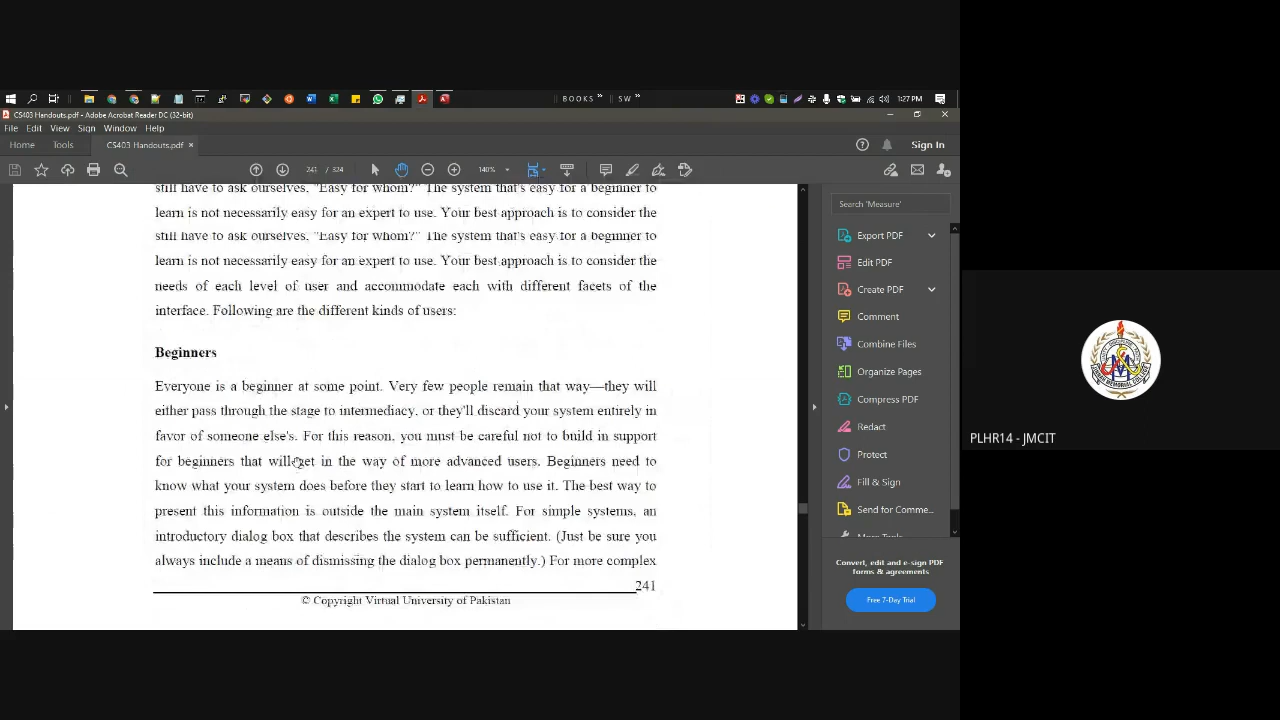 BOOKS »
SW »
1:27 PM
CS403 Handouts.pdf - Adobe Acrobat Reader DC (32-bit)
File Edit View Sign Window Help
Home Tools CS403 Handouts.pdf × Sign In
241 / 324 140%
still have to ask ourselves, "Easy for whom?" The system that's easy for a beginner to
learn is not necessarily easy for an expert to use. Your best approach is to consider the
still have to ask ourselves, "Easy for whom?" The system that's easy for a beginner to
learn is not necessarily easy for an expert to use. Your best approach is to consider the
needs of each level of user and accommodate each with different facets of the
interface. Following are the different kinds of users:
Beginners
Everyone is a beginner at some point. Very few people remain that way—they will
either pass through the stage to intermediacy, or they'll discard your system entirely in
favor of someone else's. For this reason, you must be careful not to build in support
for beginners that will get in the way of more advanced users. Beginners need to
know what your system does before they start to learn how to use it. The best way to
present this information is outside the main system itself. For simple systems, an
introductory dialog box that describes the system can be sufficient. (Just be sure you
always include a means of dismissing the dialog box permanently.) For more complex
241
© Copyright Virtual University of Pakistan
Search 'Measure'
Export PDF
Edit PDF
Create PDF
Comment
Combine Files
Organize Pages
Compress PDF
Redact
Protect
Fill & Sign
Send for Comme...
More Tools
Convert, edit and e-sign PDF
forms & agreements
Free 7-Day Trial
PLHR14 - JMCIT